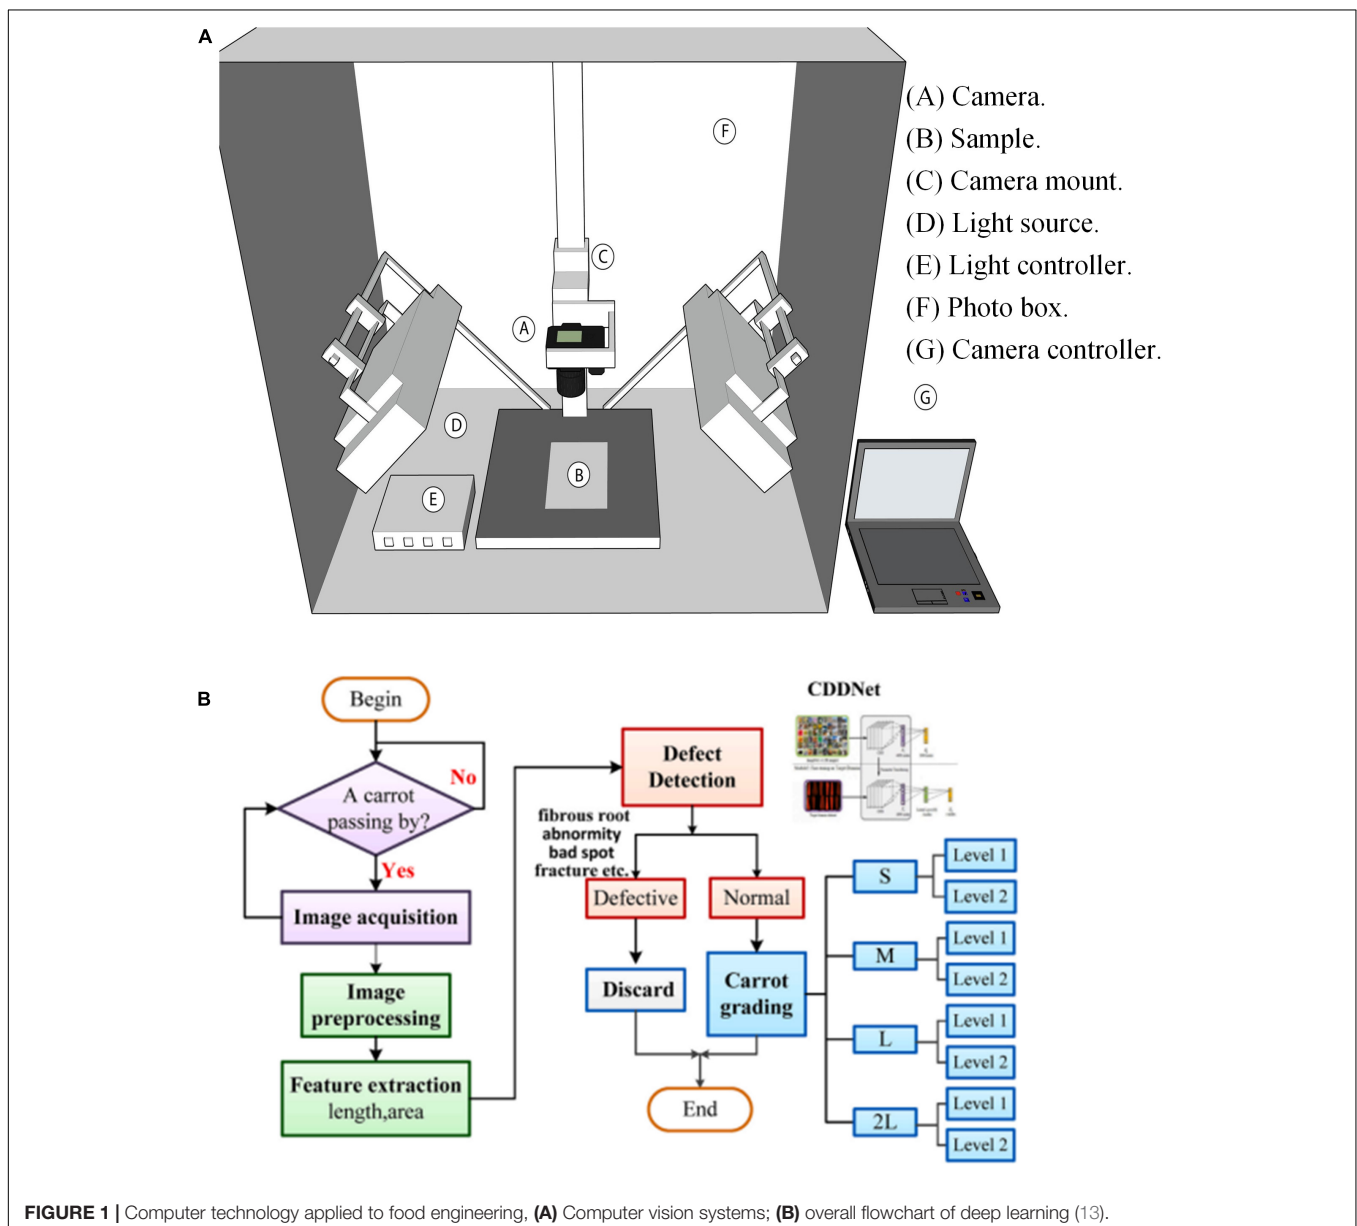 A
F
C
A
D
B
E
G
(A) Camera.
(B) Sample.
(C) Camera mount.
(D) Light source.
(E) Light controller.
(F) Photo box.
(G) Camera controller.
B
Begin
A carrot
passing by?
No
Yes
Image acquisition
Image
preprocessing
Feature extraction
length,area
Defect
Detection
fibrous root
abnormity
bad spot
fracture etc.
Defective
Normal
Discard
Carrot
grading
End
CDDNet
S
Level 1
Level 2
M
Level 1
Level 2
L
Level 1
Level 2
2L
Level 1
Level 2
FIGURE 1 | Computer technology applied to food engineering, (A) Computer vision systems; (B) overall flowchart of deep learning (13).